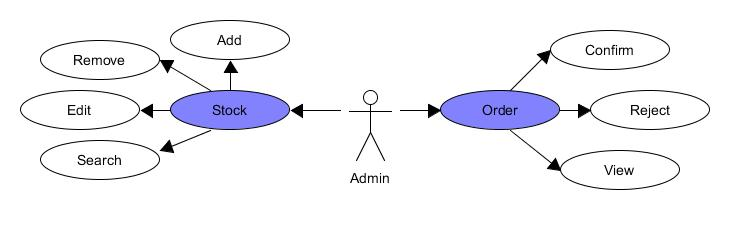 Add
Remove
Confirm
Edit
Stock
Order
Reject
Search
View
Admin